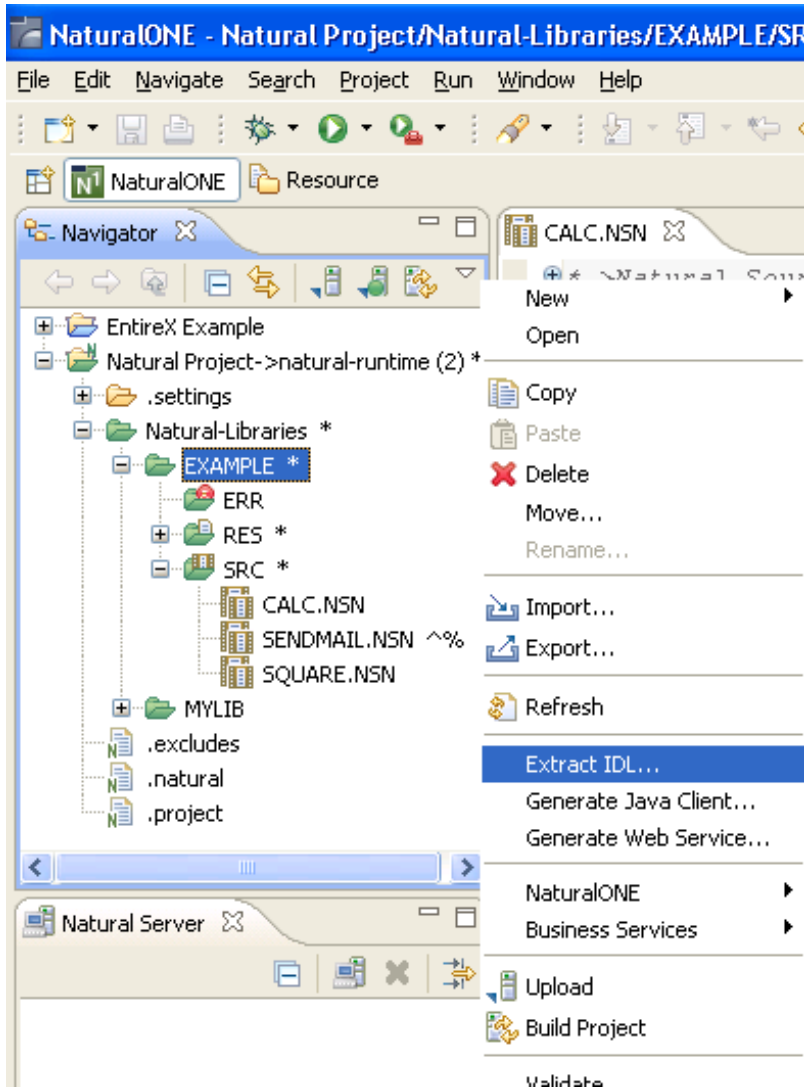 NaturalONE - Natural Project/Natural-Libraries/EXAMPLE/SR
File Edit Navigate Search Project Run Window Help
NaturalONE Resource
Navigator
CALC.NSN
* >Natural Sour
EntireX Example
Natural Project->natural-runtime (2) *
.settings
Natural-Libraries *
EXAMPLE *
ERR
RES *
SRC *
CALC.NSN
SENDMAIL.NSN ^%
SQUARE.NSN
MYLIB
.excludes
.natural
.project
New
Open
Copy
Paste
Delete
Move...
Rename...
Import...
Export...
Refresh
Extract IDL...
Generate Java Client...
Generate Web Service...
NaturalONE
Business Services
Upload
Build Project
Validate
Natural Server